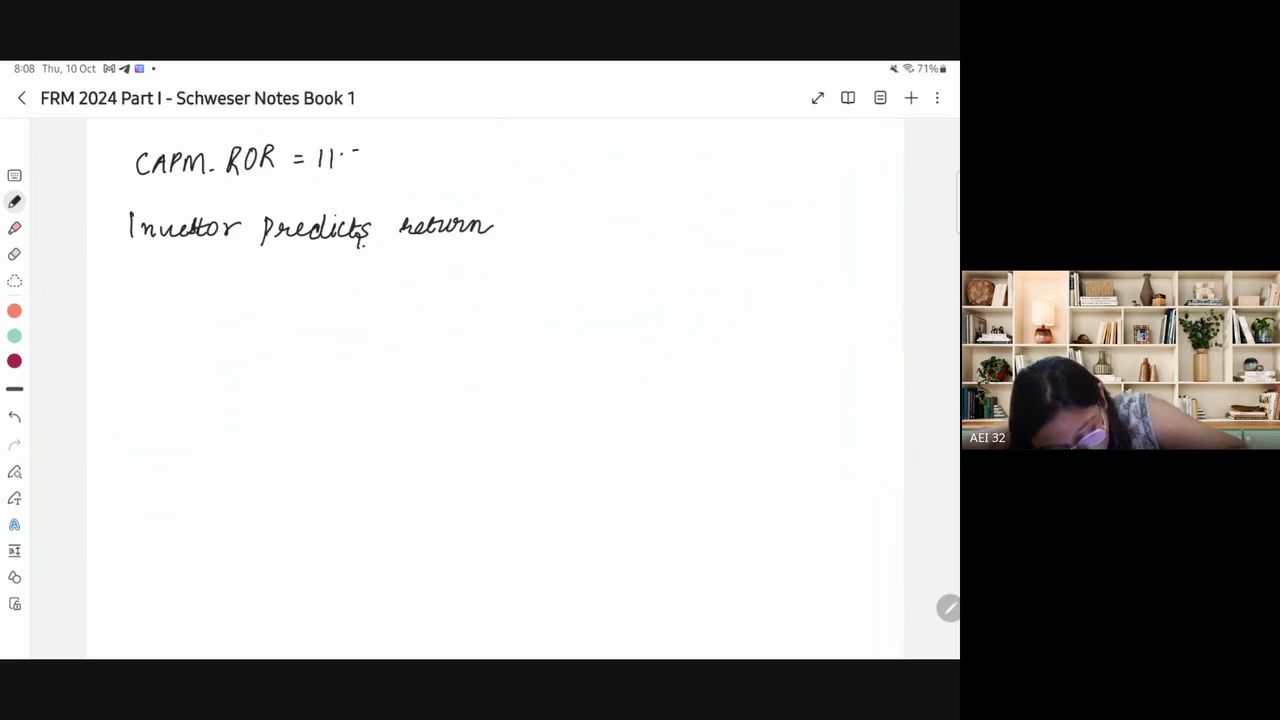 8:08 Thu, 10 Oct 71%
FRM 2024 Part I - Schweser Notes Book 1
CAPM - ROR = 11.-
Investor predicts return
AEI 32